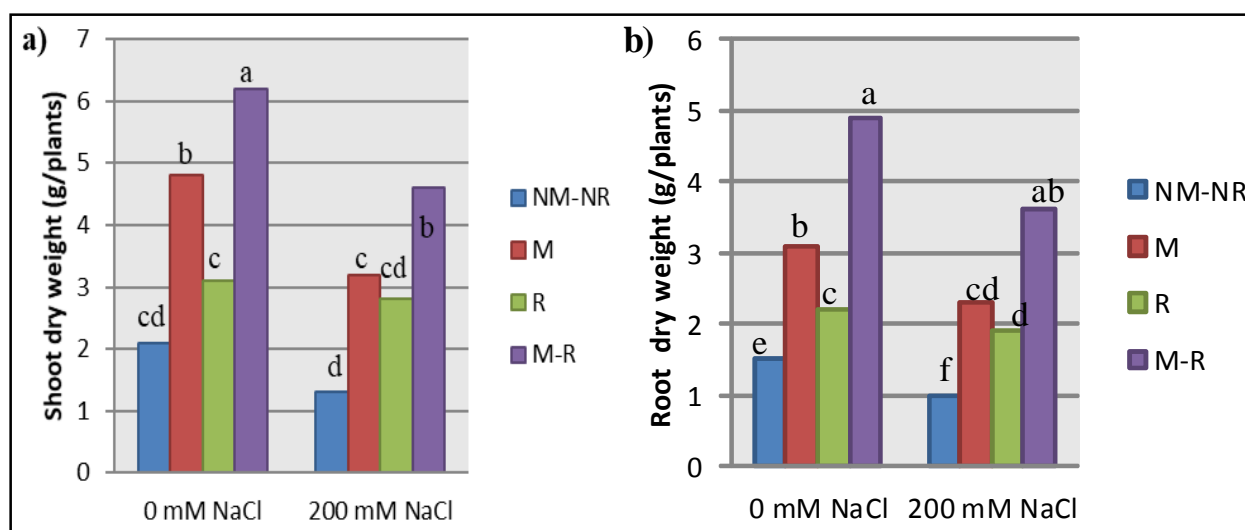 a)
Shoot dry weight (g/plants)
7
6
5
4
3
2
1
0
cd
b
c
a
d
c
cd
b
0 mM NaCl
200 mM NaCl
NM-NR
M
R
M-R
b)
Root dry weight (g/plants)
6
5
4
3
2
1
0
e
b
c
a
f
cd
d
ab
0 mM NaCl
200 mM NaCl
NM-NR
M
R
M-R